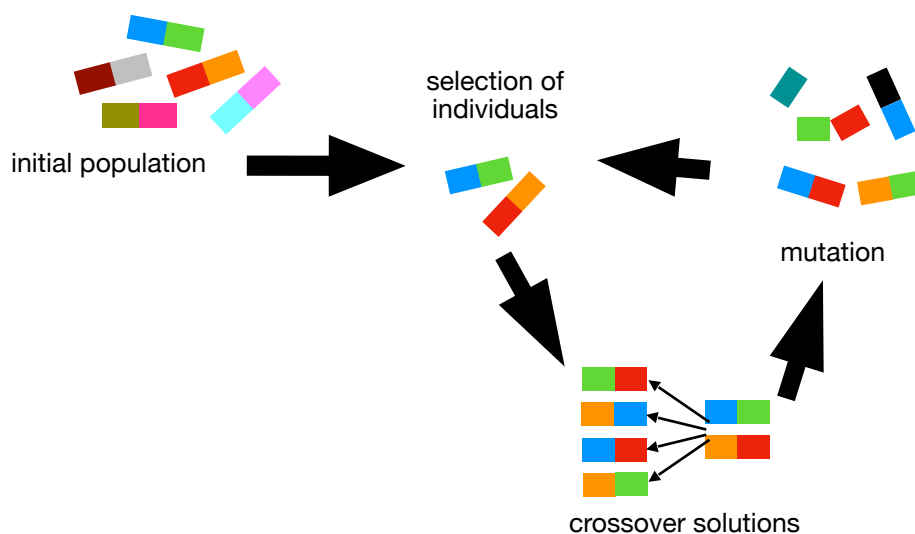 selection of
individuals
initial population
mutation
crossover solutions